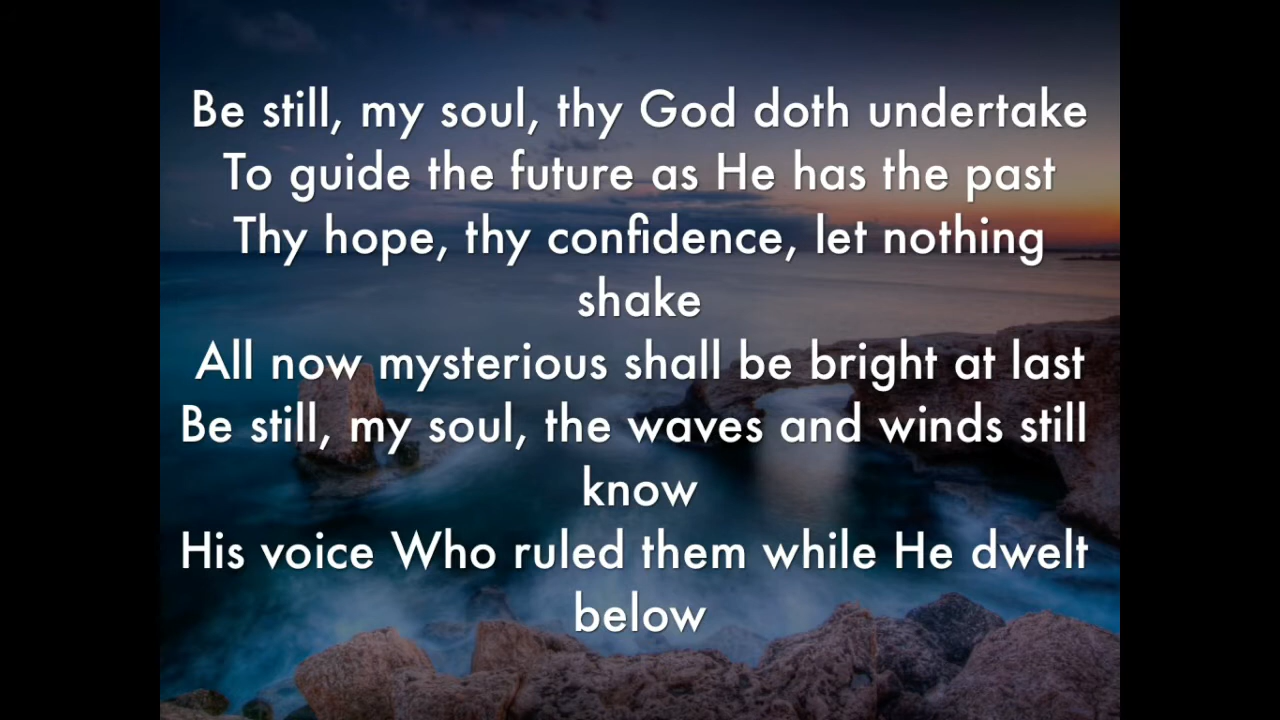 Be still, my soul, thy God doth undertake
To guide the future as He has the past
Thy hope, thy confidence, let nothing
shake
All now mysterious shall be bright at last
Be still, my soul, the waves and winds still
know
His voice Who ruled them while He dwelt
below